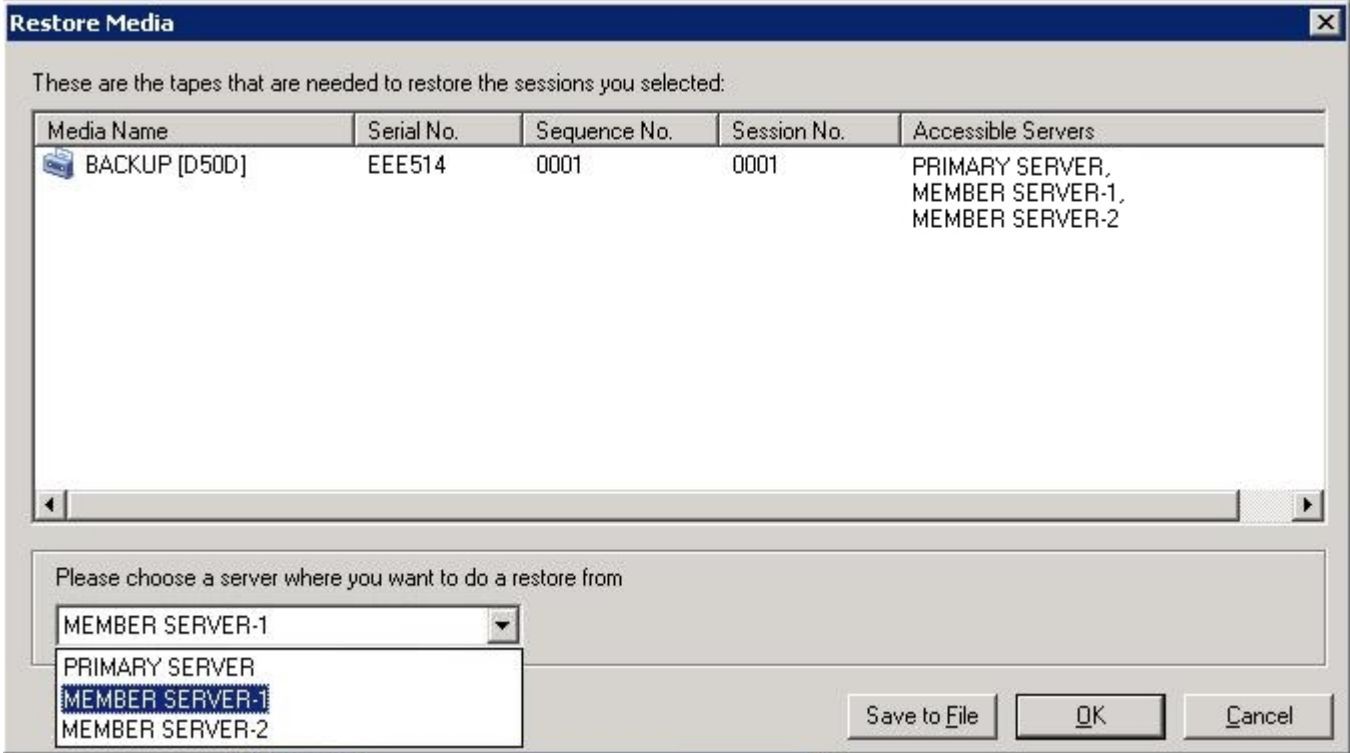 Restore Media
These are the tapes that are needed to restore the sessions you selected:
Media Name Serial No. Sequence No. Session No. Accessible Servers
BACKUP [D50D] EEE514 0001 0001 PRIMARY SERVER,
MEMBER SERVER-1,
MEMBER SERVER-2
Please choose a server where you want to do a restore from
MEMBER SERVER-1
PRIMARY SERVER
MEMBER SERVER-1
MEMBER SERVER-2
Save to File OK Cancel